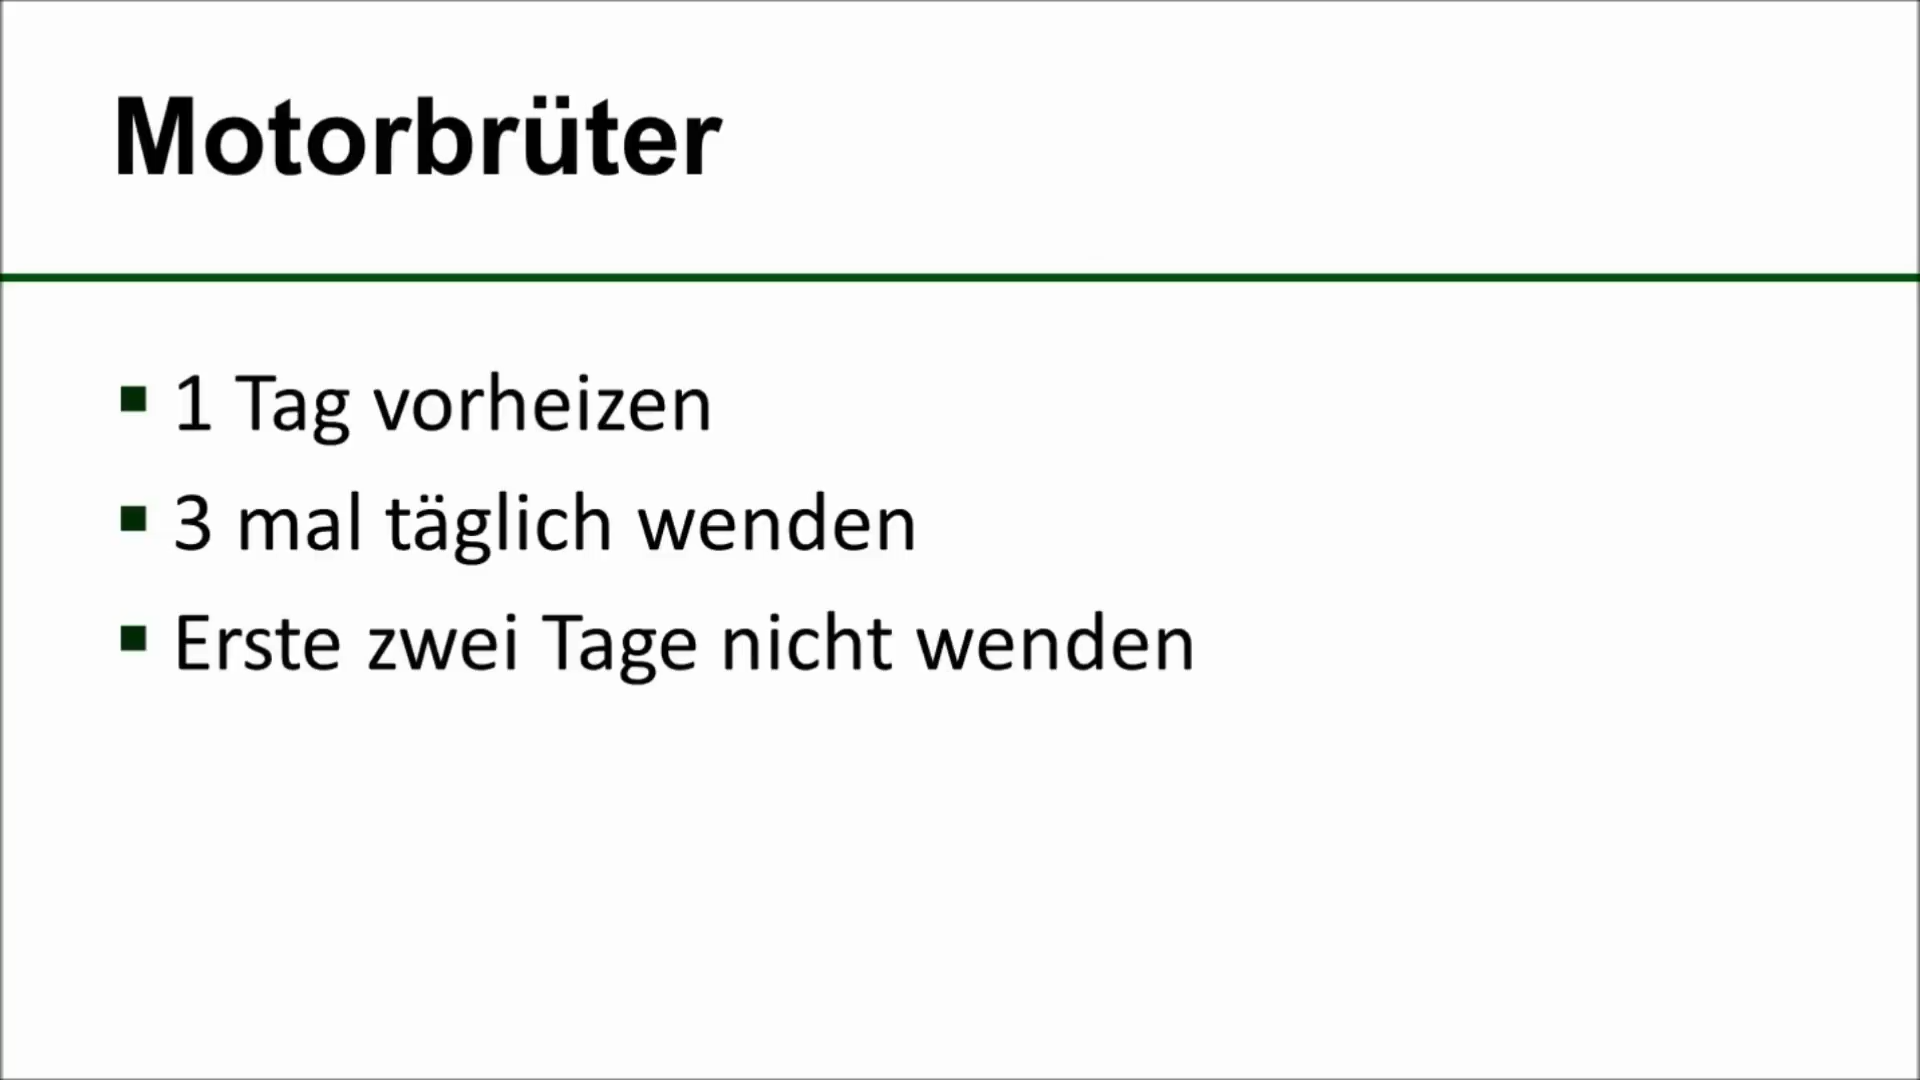 Motorbrüter
▪ 1 Tag vorheizen
▪ 3 mal täglich wenden
▪ Erste zwei Tage nicht wenden